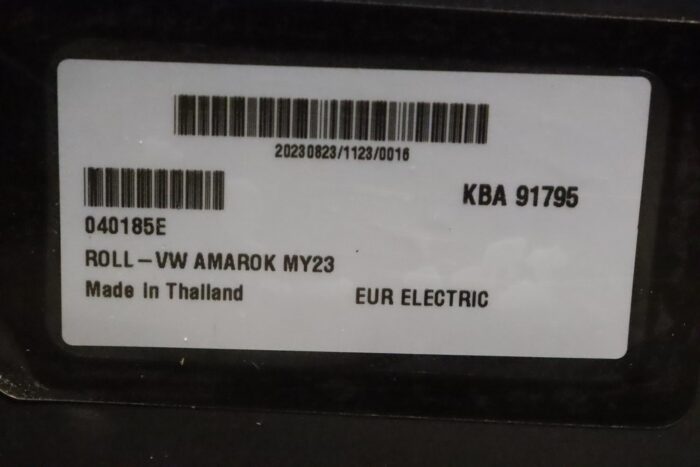 20230823/1123/0016
KBA 91795
040185E
ROLL-VW AMAROK MY23
Made In Thailand
EUR ELECTRIC